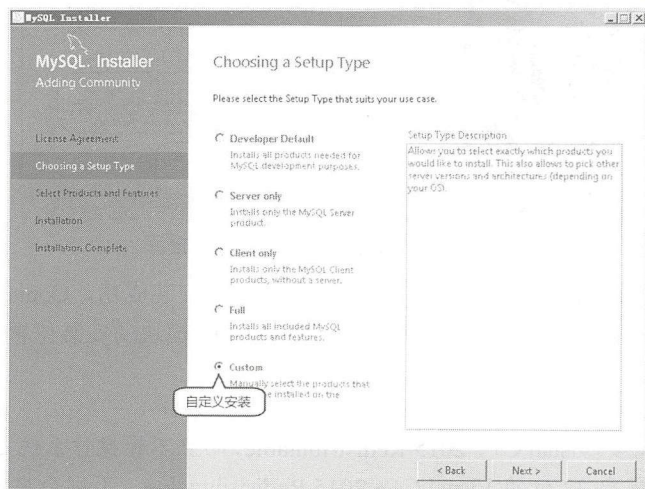 MySQL Installer
MySQL. Installer
Adding Community
License Agreement
Choosing a Setup Type
Select Products and Features
Installation
Installation Complete
Choosing a Setup Type
Please select the Setup Type that suits your use case.
Developer Default
Installs all products needed for
MySQL development purposes.
Server only
Installs only the MySQL Server
product.
Client only
Installs only the MySQL Client
products, without a server.
Full
Installs all included MySQL
products and features.
Custom
Manually select the products that
be installed on the
自定义安装
Setup Type Description
Allows you to select exactly which products you
would like to install. This also allows to pick other
server versions and architectures (depending on
your OS).
< Back
Next >
Cancel